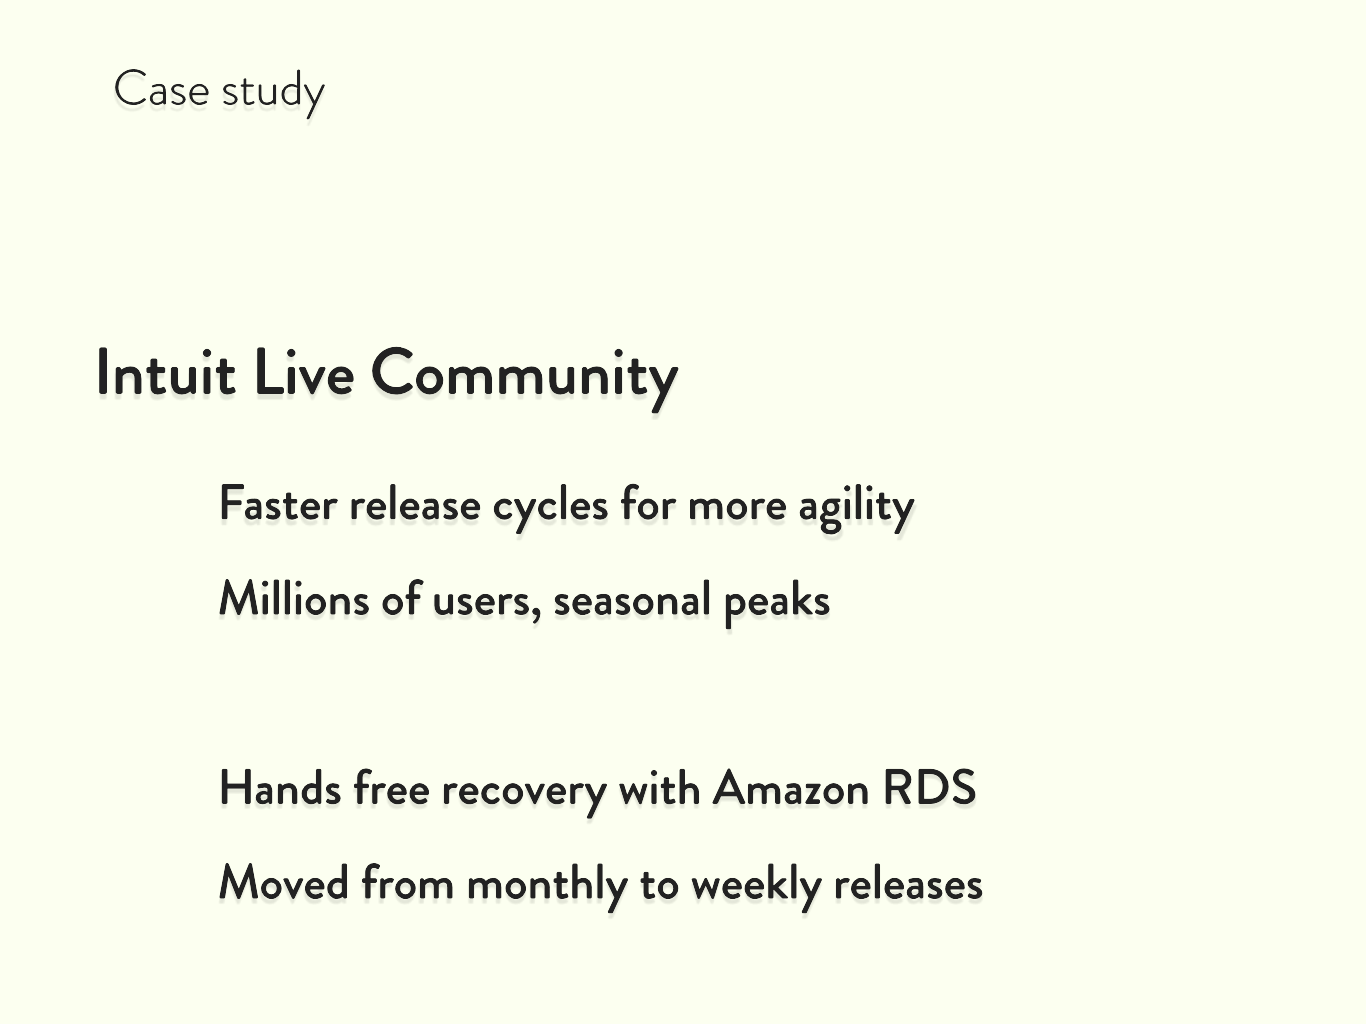 Case study
Intuit Live Community
Faster release cycles for more agility
Millions of users, seasonal peaks
Hands free recovery with Amazon RDS
Moved from monthly to weekly releases